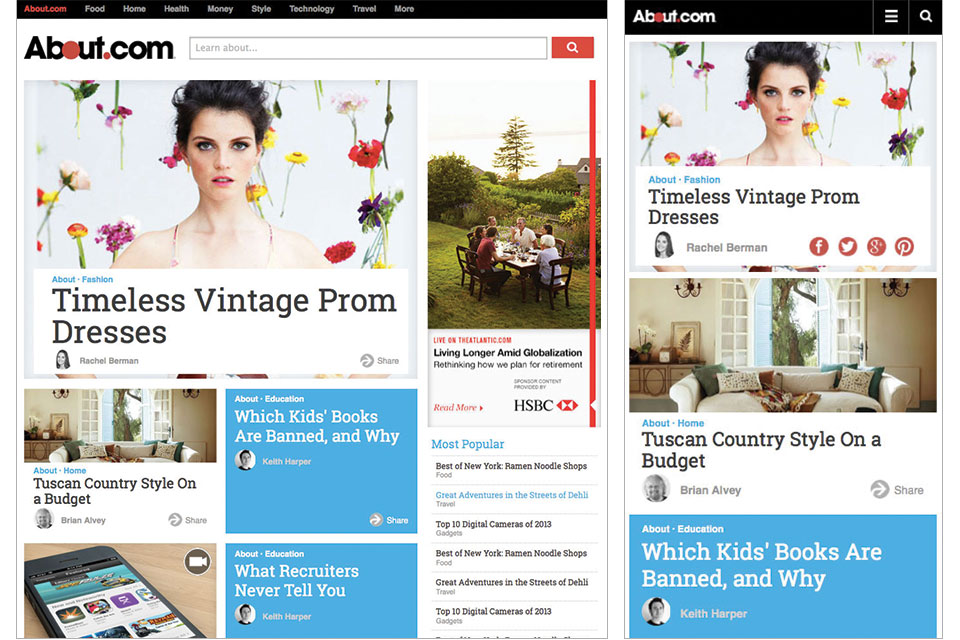 About.com Food Home Health Money Style Technology Travel More
About.com
Learn about...
About · Fashion
Timeless Vintage Prom
Dresses
Rachel Berman
Share
About · Home
Tuscan Country Style On
a Budget
Brian Alvey
Share
About · Education
Which Kids' Books
Are Banned, and Why
Keith Harper
Share
About · Education
What Recruiters
Never Tell You
Keith Harper
LIVE ON THEATLANTIC.COM
Living Longer Amid Globalization
Rethinking how we plan for retirement
SPONSOR CONTENT
PROVIDED BY
Read More
HSBC
Most Popular
Best of New York: Ramen Noodle Shops
Food
Great Adventures in the Streets of Dehli
Travel
Top 10 Digital Cameras of 2013
Gadgets
Best of New York: Ramen Noodle Shops
Food
Great Adventures in the Streets of Dehli
Travel
Top 10 Digital Cameras of 2013
Gadgets
About.com
About · Fashion
Timeless Vintage Prom
Dresses
Rachel Berman
About · Home
Tuscan Country Style On a
Budget
Brian Alvey
Share
About · Education
Which Kids' Books Are
Banned, and Why
Keith Harper